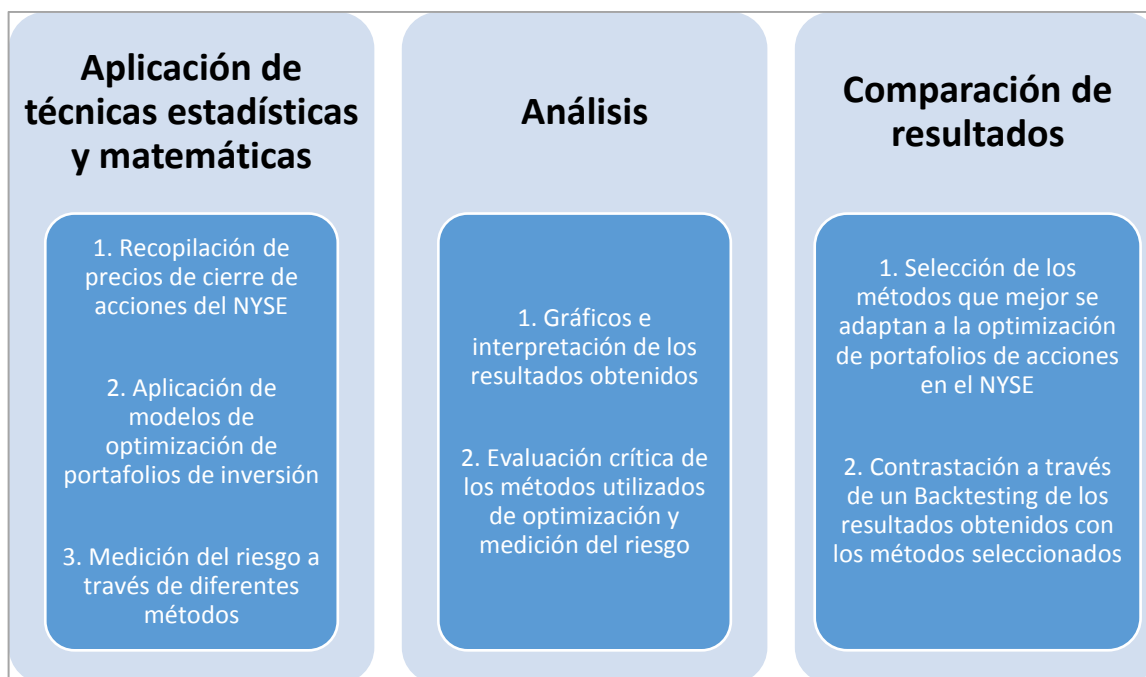 Aplicación de
técnicas estadísticas
y matemáticas
1. Recopilación de
precios de cierre de
acciones del NYSE
2. Aplicación de
modelos de
optimización de
portafolios de inversión
3. Medición del riesgo a
través de diferentes
métodos
Análisis
1. Gráficos e
interpretación de los
resultados obtenidos
2. Evaluación crítica de
los métodos utilizados
de optimización y
medición del riesgo
Comparación de
resultados
1. Selección de los
métodos que mejor se
adaptan a la optimización
de portafolios de acciones
en el NYSE
2. Contrastación a través
de un Backtesting de los
resultados obtenidos con
los métodos seleccionados